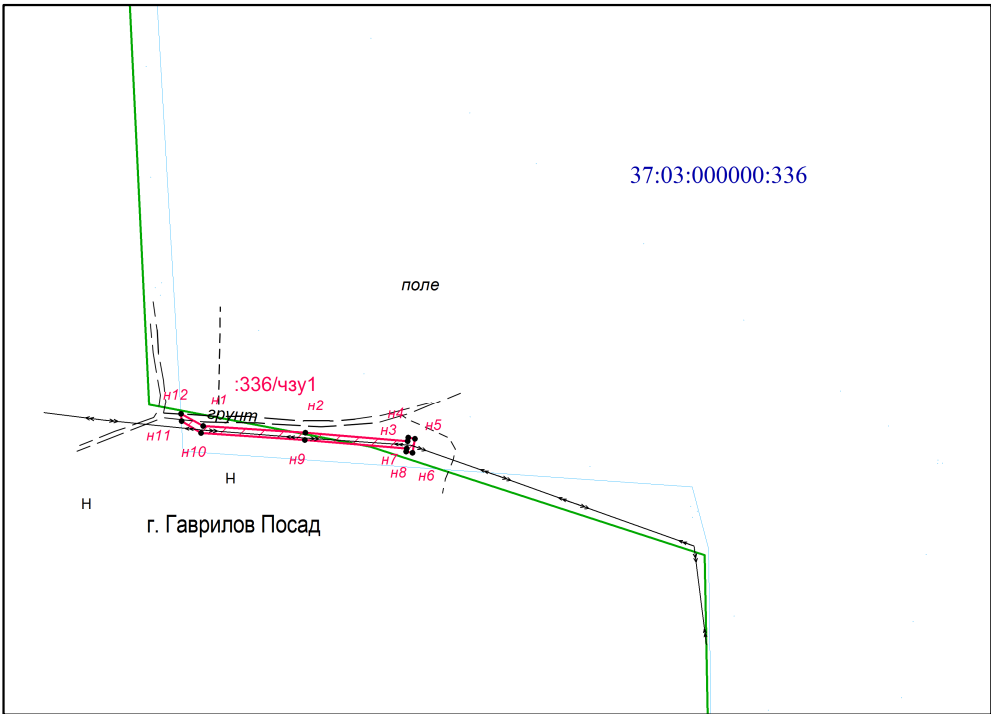 37:03:000000:336
поле
:336/чзу1
н12
н1
н2
грунт
н4
н3
н5
н11
н10
н9
н7
н8
н6
Н
Н
г. Гаврилов Посад